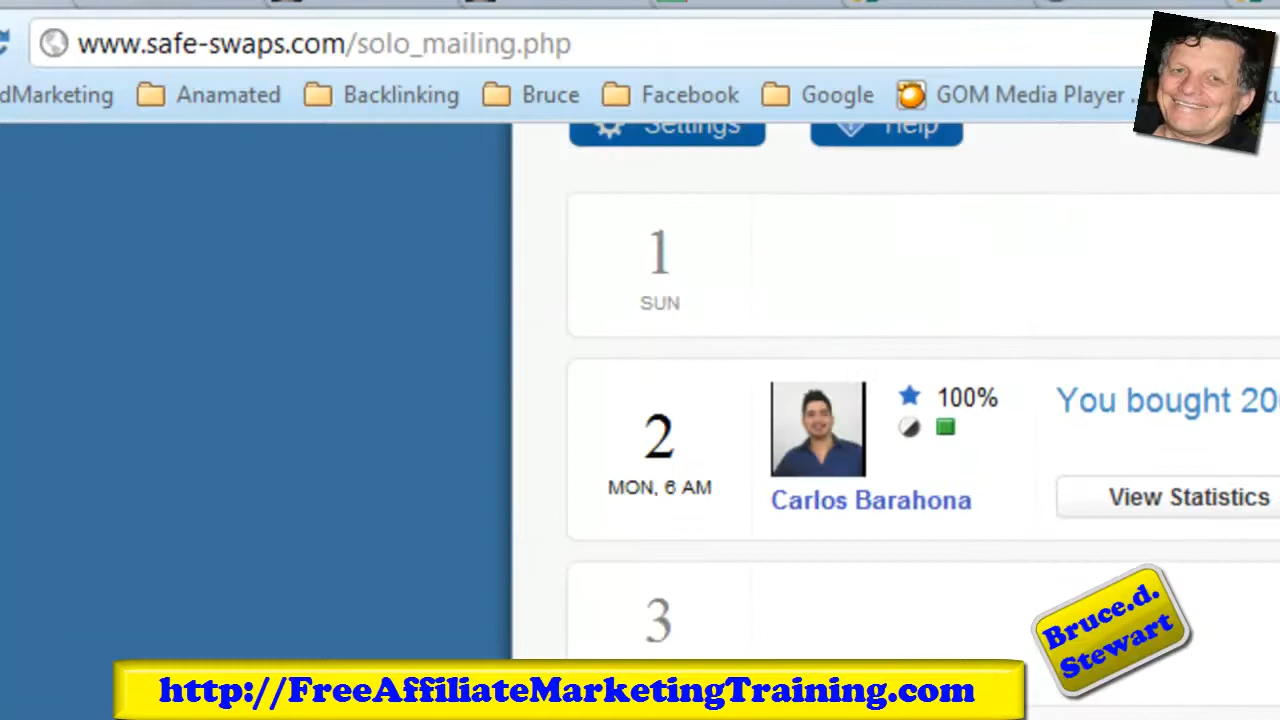 www.safe-swaps.com/solo_mailing.php
dMarketing Anamated Backlinking Bruce Facebook Google GOM Media Player ..
Settings Help
1
SUN
2
MON, 6 AM
100%
Carlos Barahona
You bought 20
View Statistics
3
Bruce.d.
Stewart
http://FreeAffiliateMarketingTraining.com